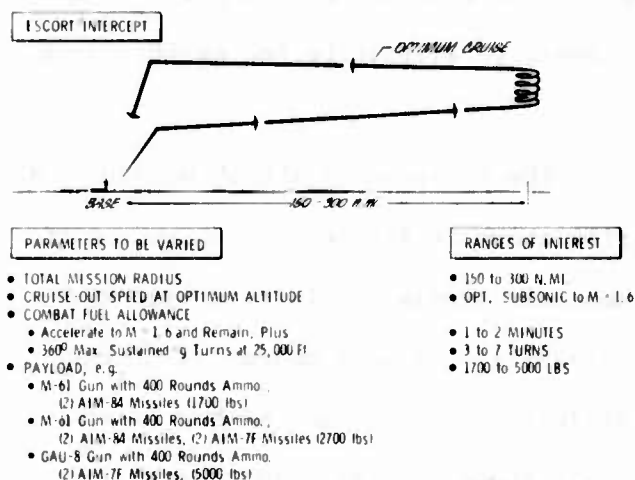 ESCORT INTERCEPT
OPTIMUM CRUISE
BASE
150 - 300 N.MI.
PARAMETERS TO BE VARIED
• TOTAL MISSION RADIUS
• CRUISE-OUT SPEED AT OPTIMUM ALTITUDE
• COMBAT FUEL ALLOWANCE
• Accelerate to M - 1.6 and Remain, Plus
• 360⁰ Max. Sustained g Turns at 25,000 Ft
• PAYLOAD, e.g.
• M-61 Gun with 400 Rounds Ammo.,
(2) AIM-84 Missiles (1700 lbs)
• M-61 Gun with 400 Rounds Ammo.,
(2) AIM-84 Missiles, (2) AIM-7F Missiles (2700 lbs)
• GAU-8 Gun with 400 Rounds Ammo.
(2) AIM-7F Missiles, (5000 lbs)
RANGES OF INTEREST
• 150 to 300 N.MI.
• OPT. SUBSONIC to M - 1.6
• 1 to 2 MINUTES
• 3 to 7 TURNS
• 1700 to 5000 LBS